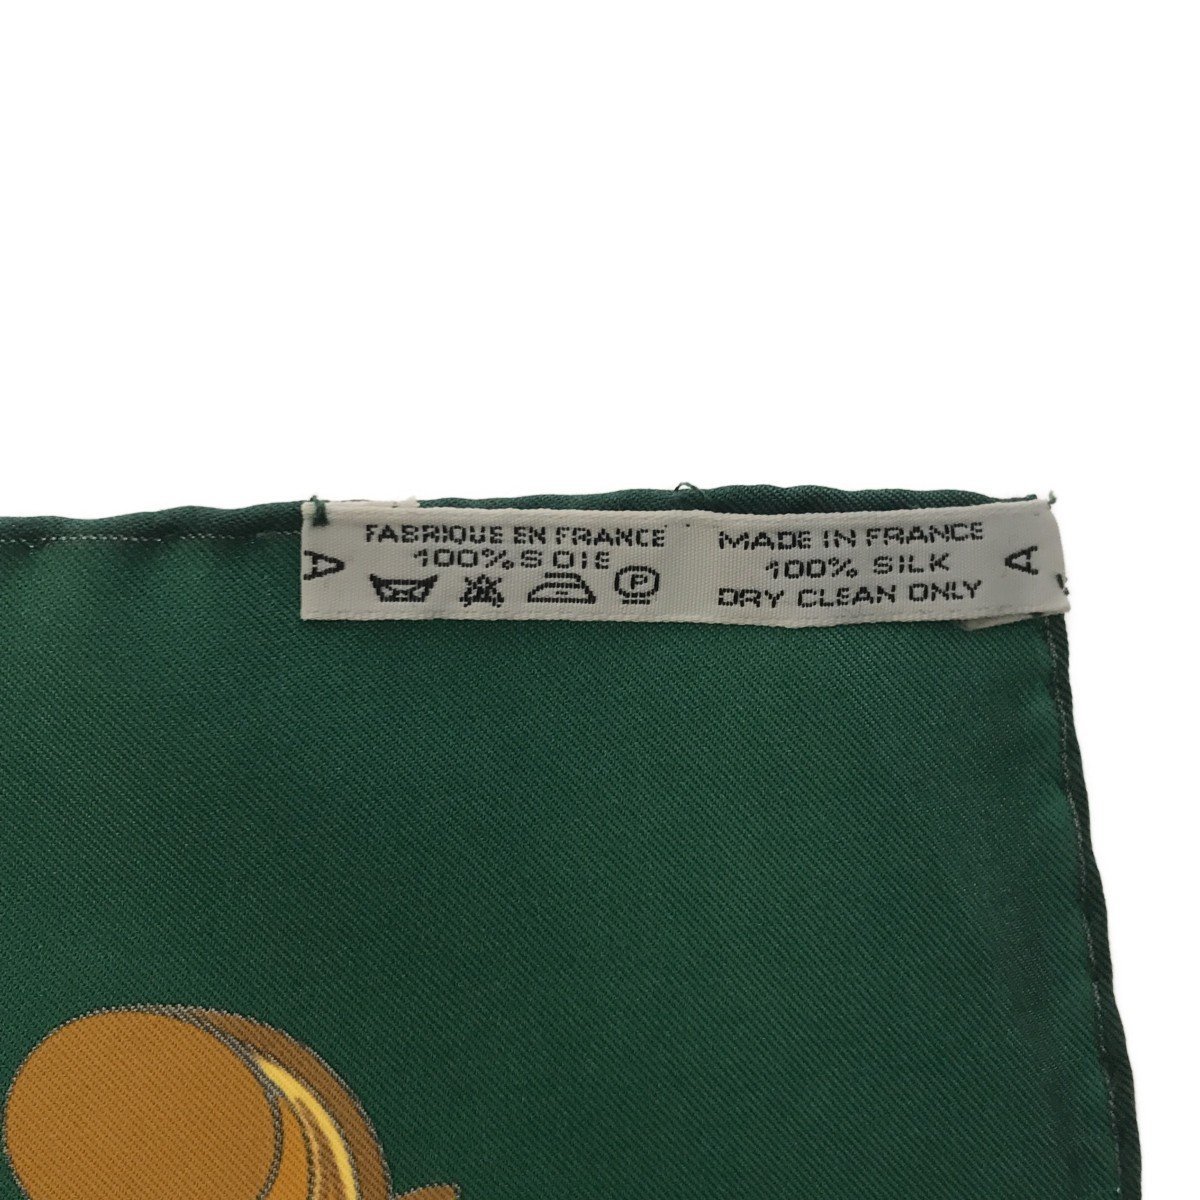 FABRIQUE EN FRANCE
100% SOIE
P
MADE IN FRANCE
100% SILK
DRY CLEAN ONLY
A
A